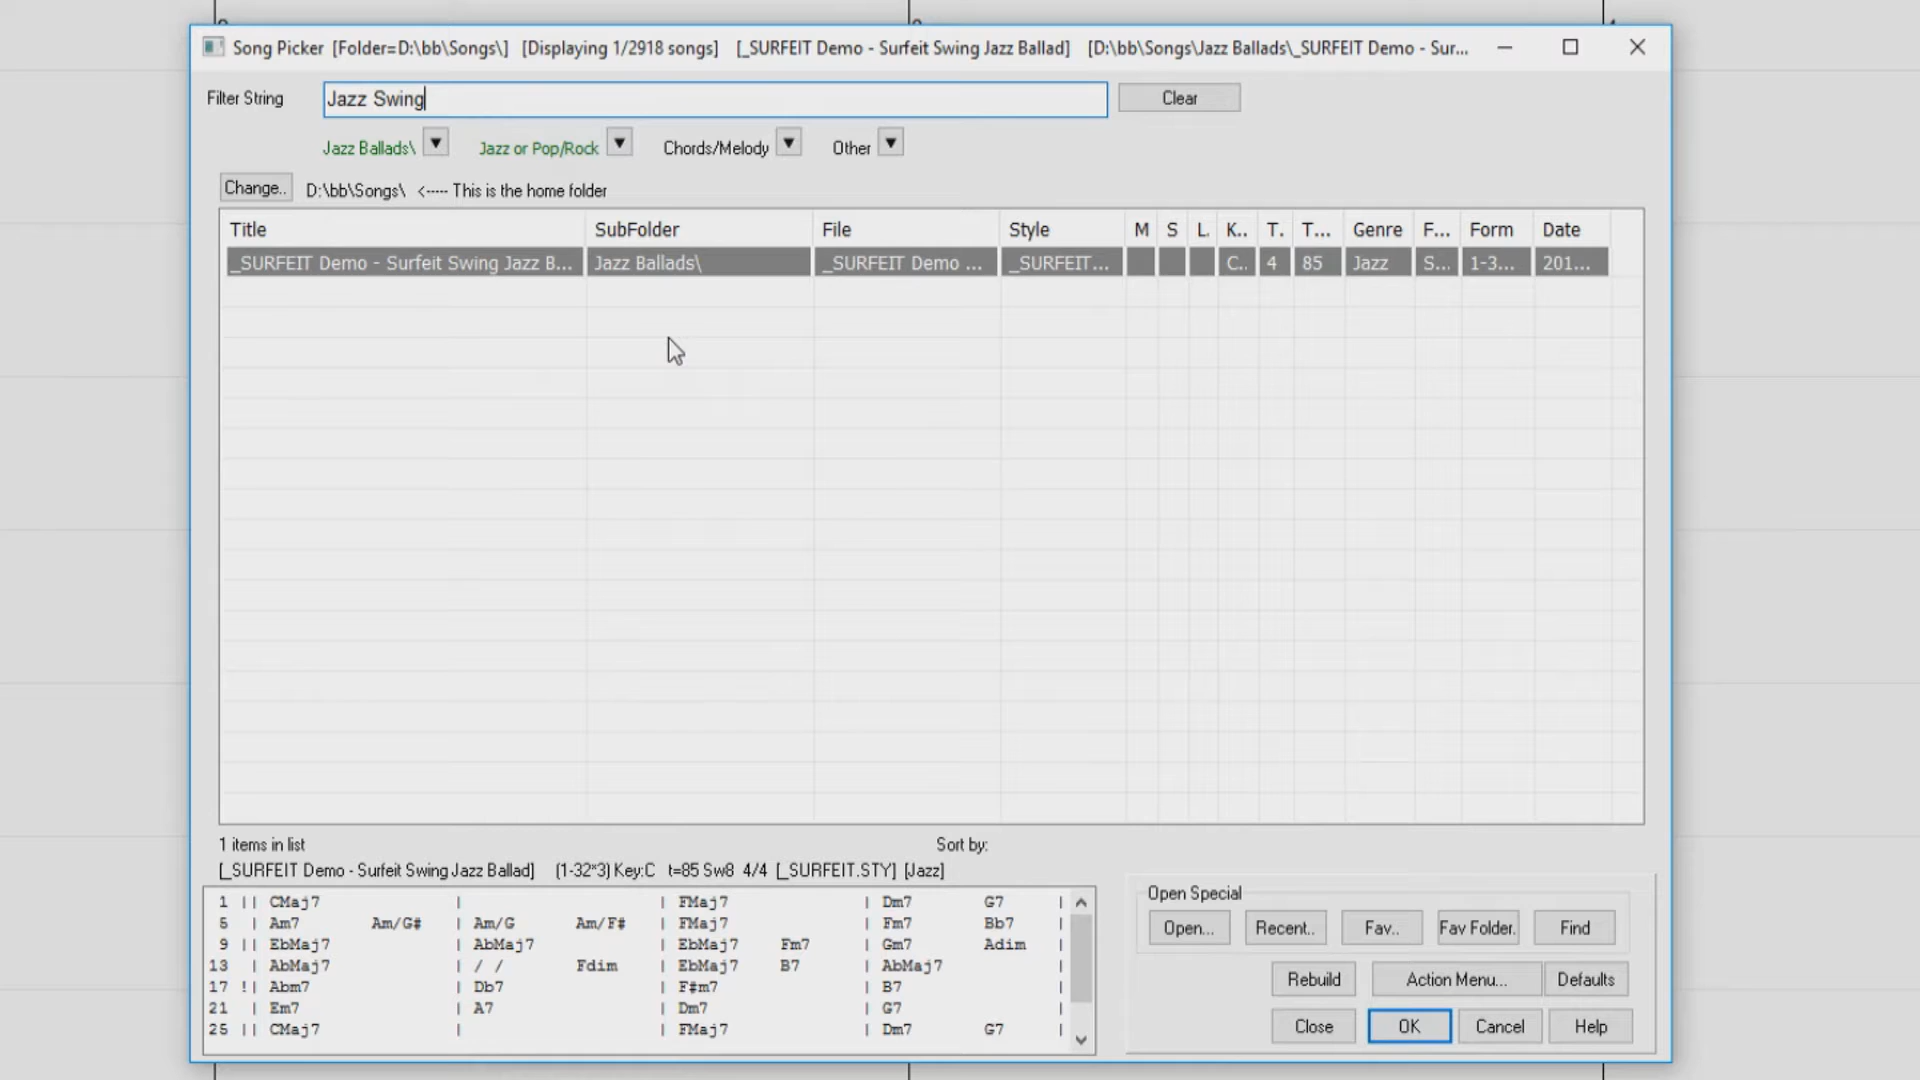 Song Picker [Folder=D:\bb\Songs\] [Displaying 1/2918 songs] [_SURFEIT Demo - Surfeit Swing Jazz Ballad] [D:\bb\Songs\Jazz Ballads\_SURFEIT Demo - Sur...
Filter String Jazz Swing Clear
Jazz Ballads\ Jazz or Pop/Rock Chords/Melody Other
Change.. D:\bb\Songs\ <----- This is the home folder
Title SubFolder File Style M S L. K.. T. T... Genre F... Form Date
_SURFEIT Demo - Surfeit Swing Jazz B... Jazz Ballads\ _SURFEIT Demo ... _SURFEIT... C.. 4 85 Jazz S... 1-3... 201...
1 items in list Sort by:
[_SURFEIT Demo - Surfeit Swing Jazz Ballad] (1-32*3) Key:C t=85 Sw8 4/4 [_SURFEIT.STY] [Jazz]
1 || CMaj7 | | FMaj7 | Dm7 G7 |
5 | Am7 Am/G# | Am/G Am/F# | FMaj7 | Fm7 Bb7 |
9 || EbMaj7 | AbMaj7 | EbMaj7 Fm7 | Gm7 Adim |
13 | AbMaj7 | / / Fdim | EbMaj7 B7 | AbMaj7 |
17 !| Abm7 | Db7 | F#m7 | B7 |
21 | Em7 | A7 | Dm7 | G7 |
25 || CMaj7 | | FMaj7 | Dm7 G7 |
Open Special
Open... Recent.. Fav.. Fav Folder. Find
Rebuild Action Menu... Defaults
Close OK Cancel Help